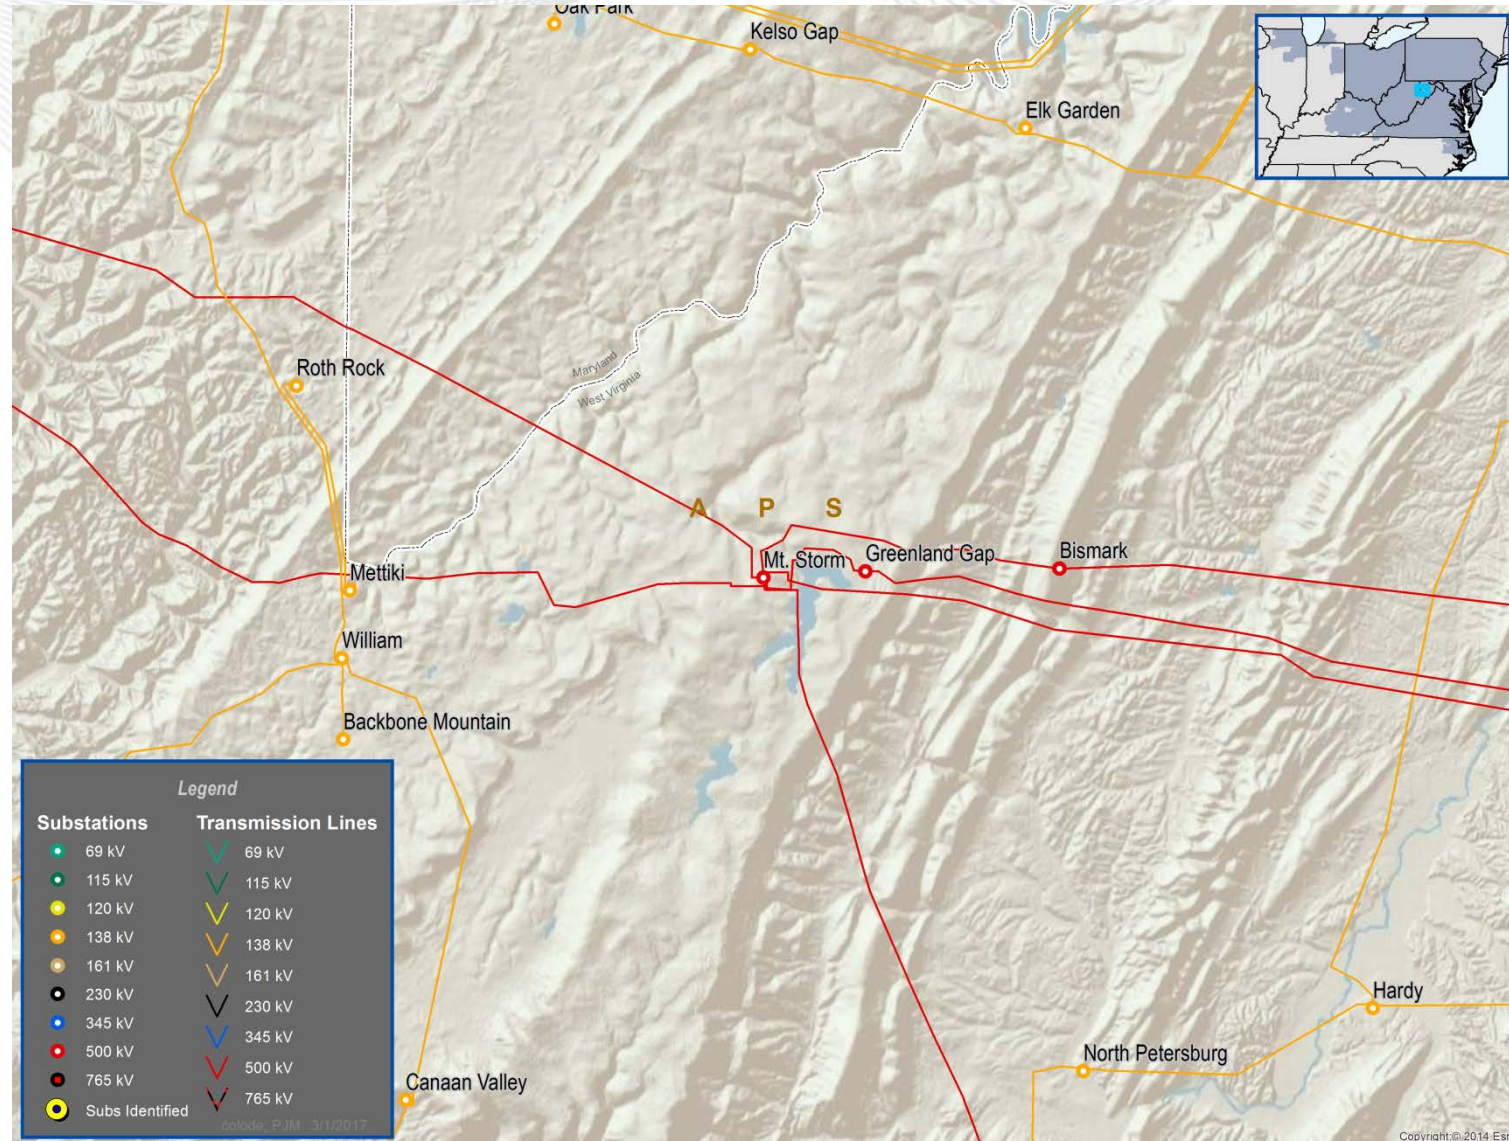 Oak Park
Kelso Gap
Elk Garden
Roth Rock
Maryland
West Virginia
A P S
Mt. Storm
Greenland Gap
Bismark
Mettiki
William
Backbone Mountain
Legend
Substations Transmission Lines
69 kV 69 kV
115 kV 115 kV
120 kV 120 kV
138 kV 138 kV
161 kV 161 kV
230 kV 230 kV
345 kV 345 kV
500 kV 500 kV
765 kV 765 kV
Subs Identified
colode, PJM 3/1/2017
Hardy
North Petersburg
Canaan Valley
Copyright:© 2014 Esr